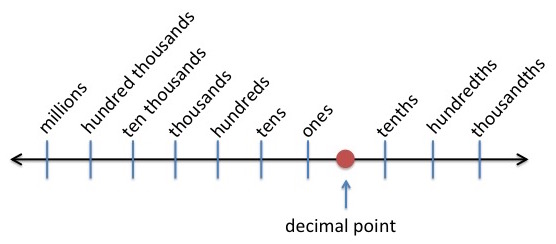 millions
hundred thousands
ten thousands
thousands
hundreds
tens
ones
tenths
hundredths
thousandths
decimal point